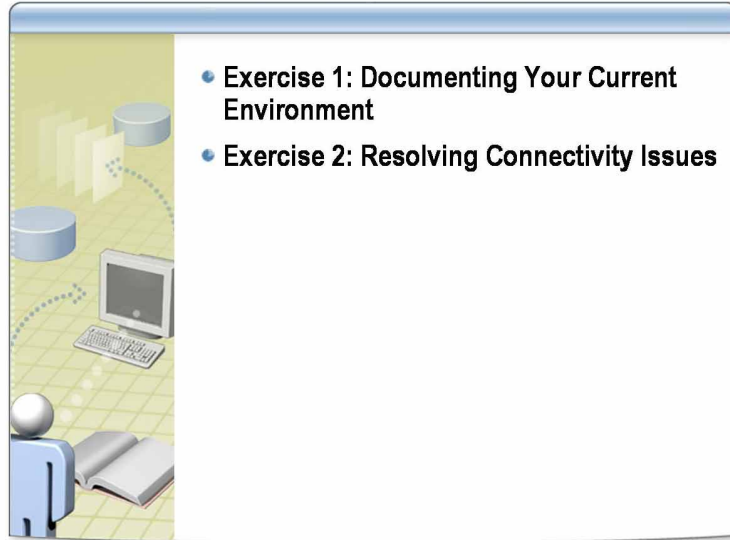 Exercise 1: Documenting Your Current
Environment
Exercise 2: Resolving Connectivity Issues